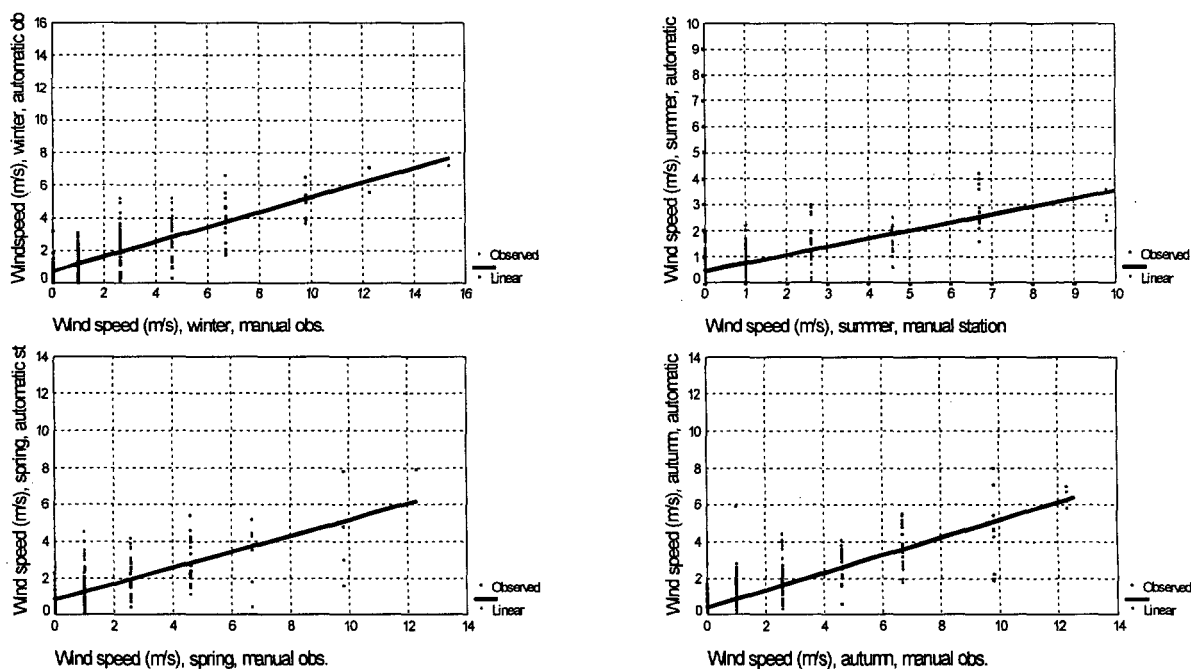 Windspeed (m/s), winter, automatic ob
16
14
12
10
8
6
4
2
0
0 2 4 6 8 10 12 14 16
Observed
Linear
Wind speed (m/s), winter, manual obs.
Wind speed (m/s), summer, automatic
10
9
8
7
6
5
4
3
2
1
0
0 1 2 3 4 5 6 7 8 9 10
Observed
Linear
Wind speed (m/s), summer, manual station
Wind speed (m/s), spring, automatic st
14
12
10
8
6
4
2
0
0 2 4 6 8 10 12 14
Observed
Linear
Wind speed (m/s), spring, manual obs.
Wind speed (m/s), autumn, automatic
14
12
10
8
6
4
2
0
0 2 4 6 8 10 12 14
Observed
Linear
Wind speed (m/s), autumn, manual obs.